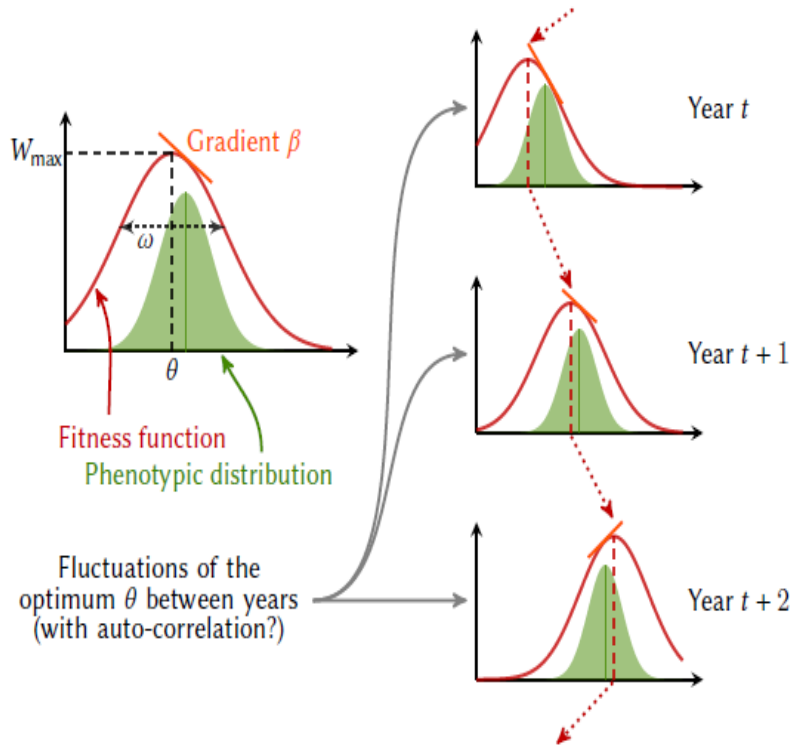 Year t
W_max
Gradient β
ω
θ
Year t + 1
Fitness function
Phenotypic distribution
Fluctuations of the
optimum θ between years
(with auto-correlation?)
Year t + 2